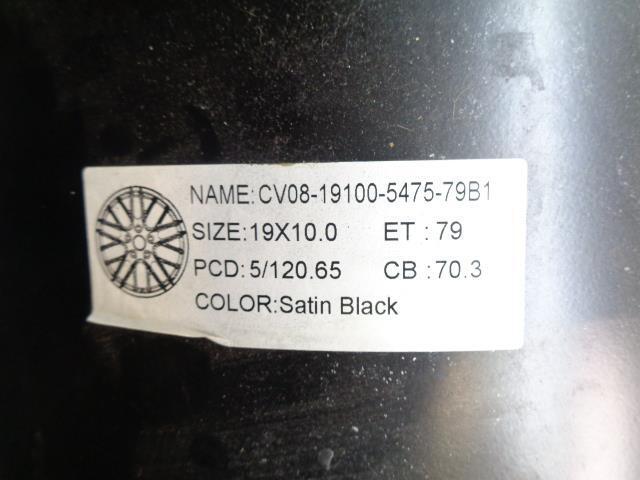 NAME:CV08-19100-5475-79B1
SIZE:19X10.0 ET : 79
PCD: 5/120.65 CB :70.3
COLOR:Satin Black